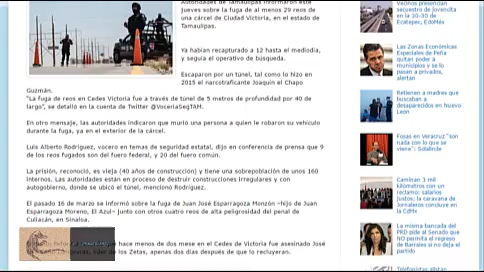 Autoridades de Tamaulipas informaron este
jueves sobre la fuga de al menos 29 reos de
una cárcel de Ciudad Victoria, en el estado de
Tamaulipas.
Ya habían recapturado a 12 hasta el mediodía,
y seguía el operativo de búsqueda.
Escaparon por un túnel, tal como lo hizo en
2015 el narcotraficante Joaquín el Chapo
Guzmán.
"La fuga de reos en Cedes Victoria fue a través de túnel de 5 metros de profundidad por 40 de
largo", se detalló en la cuenta de Twitter @VoceriaSegTAM.
En otro mensaje, las autoridades indicaron que murió una persona a quien le robaron su vehículo
durante la fuga, ya en el exterior de la cárcel.
Luis Alberto Rodríguez, vocero en temas de seguridad estatal, dijo en conferencia de prensa que 9
de los reos fugados son del fuero federal, y 20 del fuero común.
La prisión, reconoció, es vieja (40 años de construcción) y tiene una sobrepoblación de unos 160
internos. Las autoridades están en proceso de destruir construcciones irregulares y con
autogobierno, donde se ubicó el túnel, mencionó Rodríguez.
El pasado 16 de marzo se informó sobre la fuga de Juan José Esparragoza Monzón –hijo de Juan
Esparragoza Moreno, El Azul– junto con otros cuatro reos de alta peligrosidad del penal de
Culiacán, en Sinaloa.
que hace menos de dos mese en el Cedes de Victoria fue asesinado José
líder de los Zetas, apenas dos días después de que lo recluyeran.
Vecinos presencian
secuestro de jovencita
en la 30-30 de
Ecatepec, EdoMéx
Las Zonas Económicas
Especiales de Peña
quitan poder a
municipios y se lo
pasan a privados,
alertan
Retienen a madres que
buscaban a
desaparecidos en
Nuevo León
Fosas en Veracruz "son
nada con lo que se
viene": Solalinde
Caminan 3 mil
kilómetros con un
reclamo: salarios
justos; la caravana de
Jornaleros concluye en
la CdMx
La misma bancada del
PRD pide al Senado
que NO permita el
regreso de Barrales si
no deja el partido
Telefonistas alistan